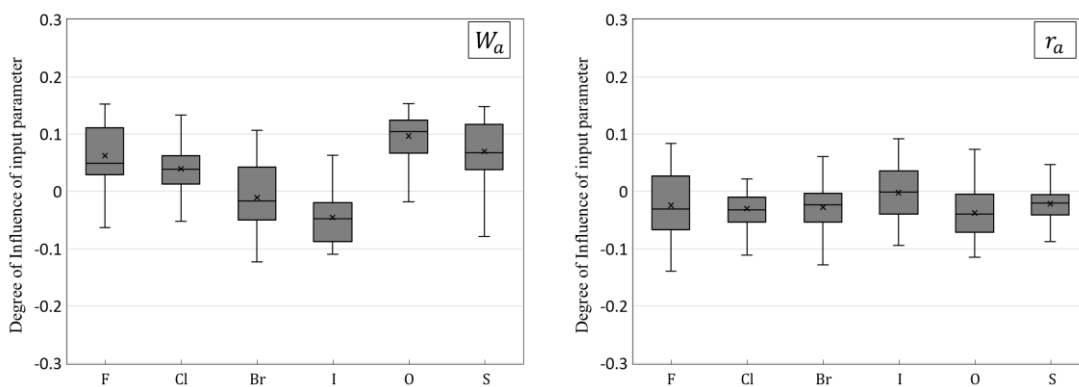 Degree of Influence of input parameter
0.3
0.2
0.1
0
-0.1
-0.2
-0.3
W_a
F Cl Br I O S
Degree of Influence of input parameter
0.3
0.2
0.1
0
-0.1
-0.2
-0.3
r_a
F Cl Br I O S